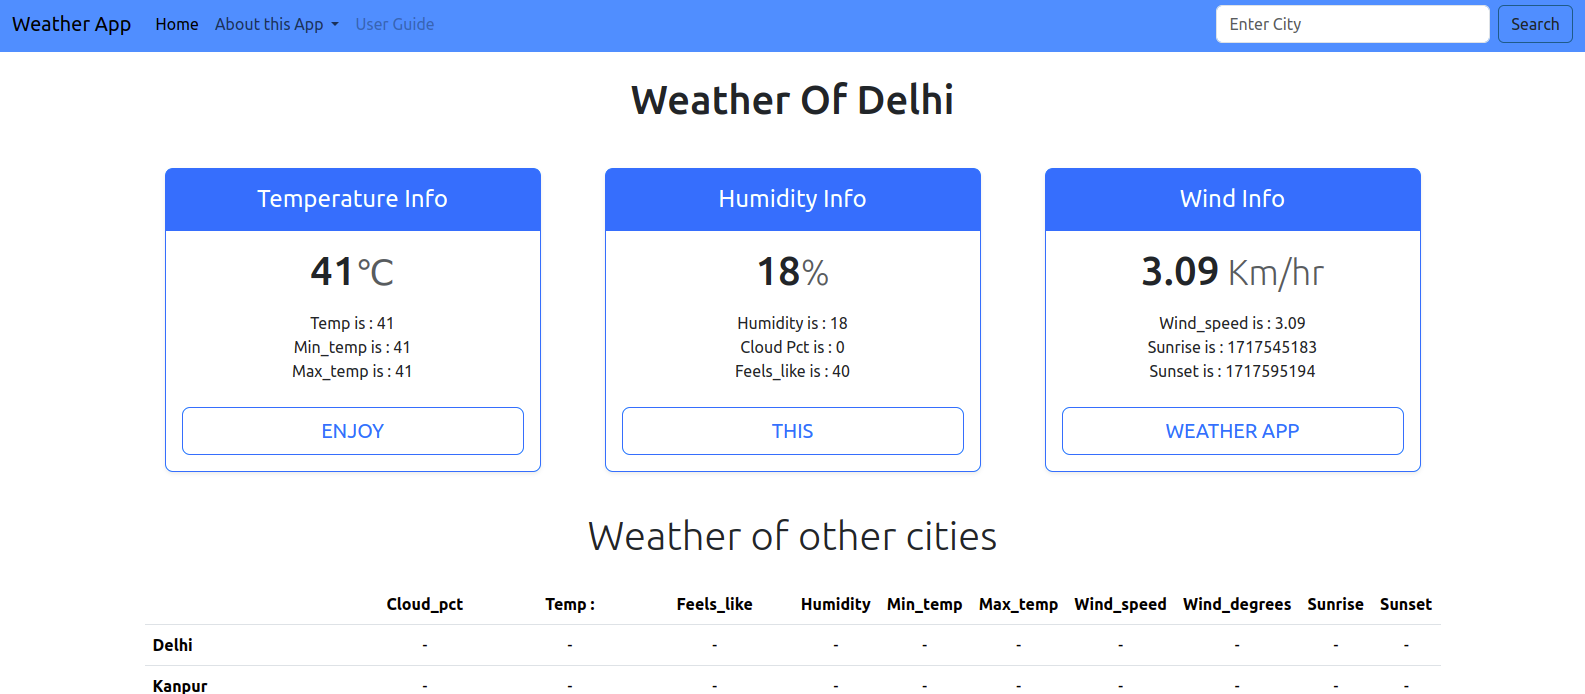 Weather App Home About this App User Guide Enter City Search
Weather Of Delhi
Temperature Info
41°C
Temp is : 41
Min_temp is : 41
Max_temp is : 41
ENJOY
Humidity Info
18%
Humidity is : 18
Cloud Pct is : 0
Feels_like is : 40
THIS
Wind Info
3.09 Km/hr
Wind_speed is : 3.09
Sunrise is : 1717545183
Sunset is : 1717595194
WEATHER APP
Weather of other cities
Cloud_pct Temp : Feels_like Humidity Min_temp Max_temp Wind_speed Wind_degrees Sunrise Sunset
Delhi - - - - - - - - - -
Kanpur - - - - - - - - - -